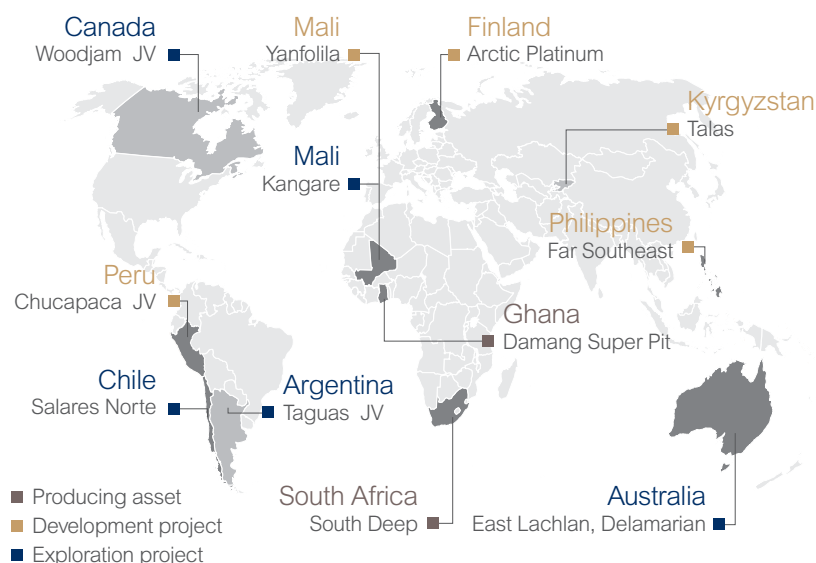 Canada
Woodjam JV
Mali
Yanfolila
Finland
Arctic Platinum
Kyrgyzstan
Talas
Mali
Kangare
Philippines
Far Southeast
Peru
Chucapaca JV
Ghana
Damang Super Pit
Chile
Salares Norte
Argentina
Taguas JV
South Africa
South Deep
Australia
East Lachlan, Delamarian
Producing asset
Development project
Exploration project